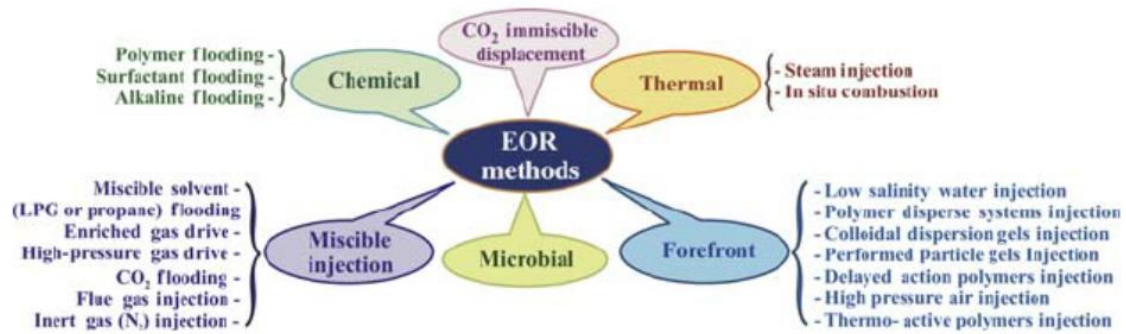 CO₂ immiscible
displacement
Polymer flooding -
Surfactant flooding -
Alkaline flooding -
Chemical
Thermal
- Steam injection
- In situ combustion
EOR
methods
Miscible solvent -
(LPG or propane) flooding
Enriched gas drive -
High-pressure gas drive -
CO₂ flooding -
Flue gas injection -
Inert gas (N₂) injection -
Miscible
injection
Microbial
Forefront
- Low salinity water injection
- Polymer disperse systems injection
- Colloidal dispersion gels injection
- Performed particle gels Injection
- Delayed action polymers injection
- High pressure air injection
- Thermo- active polymers injection